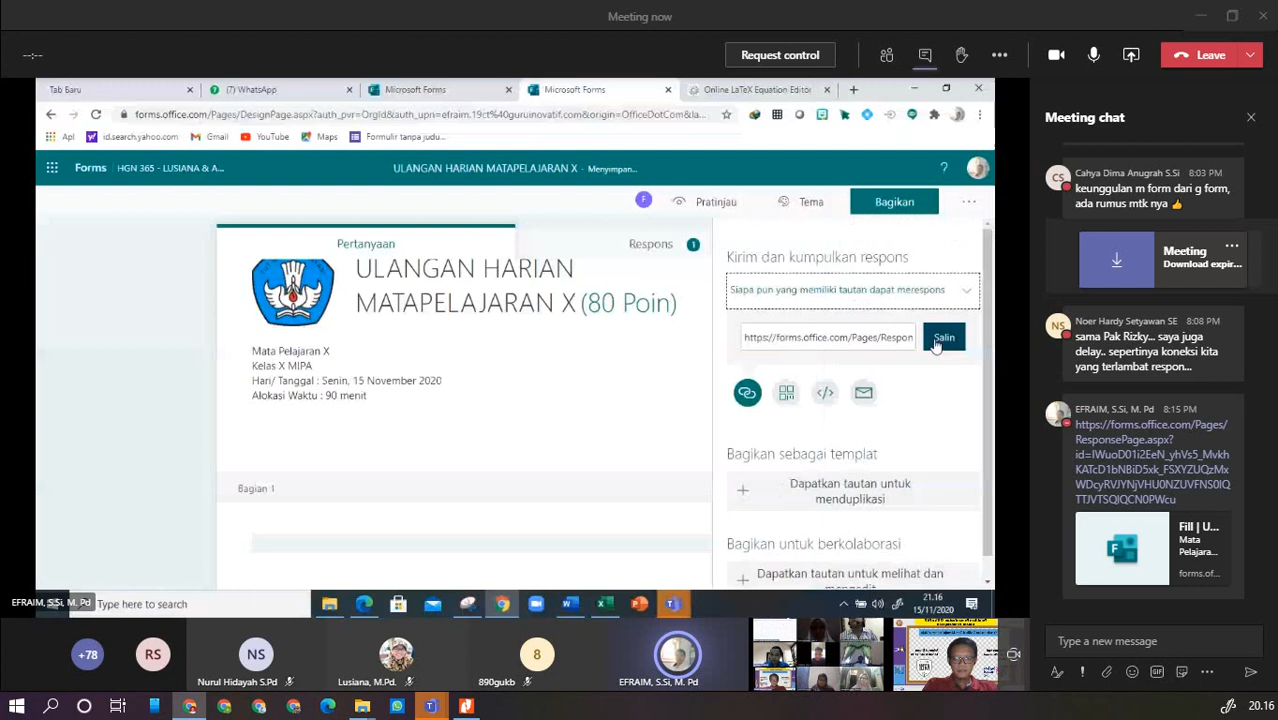 Meeting now
--:--
Request control
Leave
Tab Baru
(7) WhatsApp
Microsoft Forms
Microsoft Forms
Online LaTeX Equation Editor
forms.office.com/Pages/DesignPage.aspx?auth_pvr=OrgId&auth_upn=efraim.19ct%40guruinovatif.com&origin=OfficeDotCom&la...
Apl
id.search.yahoo.com
Gmail
YouTube
Maps
Formulir tanpa judu...
Forms
HGN 365 - LUSIANA & A...
ULANGAN HARIAN MATAPELAJARAN X - Menyimpan...
?
F
Pratinjau
Tema
Bagikan
Pertanyaan
Respons
1
ULANGAN HARIAN
MATAPELAJARAN X (80 Poin)
Mata Pelajaran X
Kelas X MIPA
Hari/ Tanggal : Senin, 15 November 2020
Alokasi Waktu : 90 menit
Bagian 1
Kirim dan kumpulkan respons
Siapa pun yang memiliki tautan dapat merespons
https://forms.office.com/Pages/Respon
Salin
Bagikan sebagai templat
Dapatkan tautan untuk
menduplikasi
Bagikan untuk berkolaborasi
Dapatkan tautan untuk melihat dan
mengedit
EFRAIM, S.Si, M. Pd
Type here to search
21.16
15/11/2020
+78
RS
NS
Nurul Hidayah S.Pd
Lusiana, M.Pd.
8
890gukb
EFRAIM, S.Si, M. Pd
Meeting chat
CS
Cahya Dima Anugrah S.Si 8:03 PM
keunggulan m form dari g form,
ada rumus mtk nya
Meeting
Download expir...
NS
Noer Hardy Setyawan SE 8:08 PM
sama Pak Rizky... saya juga
delay.. sepertinya koneksi kita
yang terlambat respon...
EFRAIM, S.Si, M. Pd 8:15 PM
https://forms.office.com/Pages/
ResponsePage.aspx?
id=IWuoD01i2EeN_yhVs5_Mvkh
KATcD1bNBiD5xk_FSXYZUQzMx
WDcyRVJYNjVHU0NZUVFNS0lQ
TTJVTSQlQCN0PWcu
Fill | U...
Mata
Pelajara...
forms.of...
Type a new message
20.16